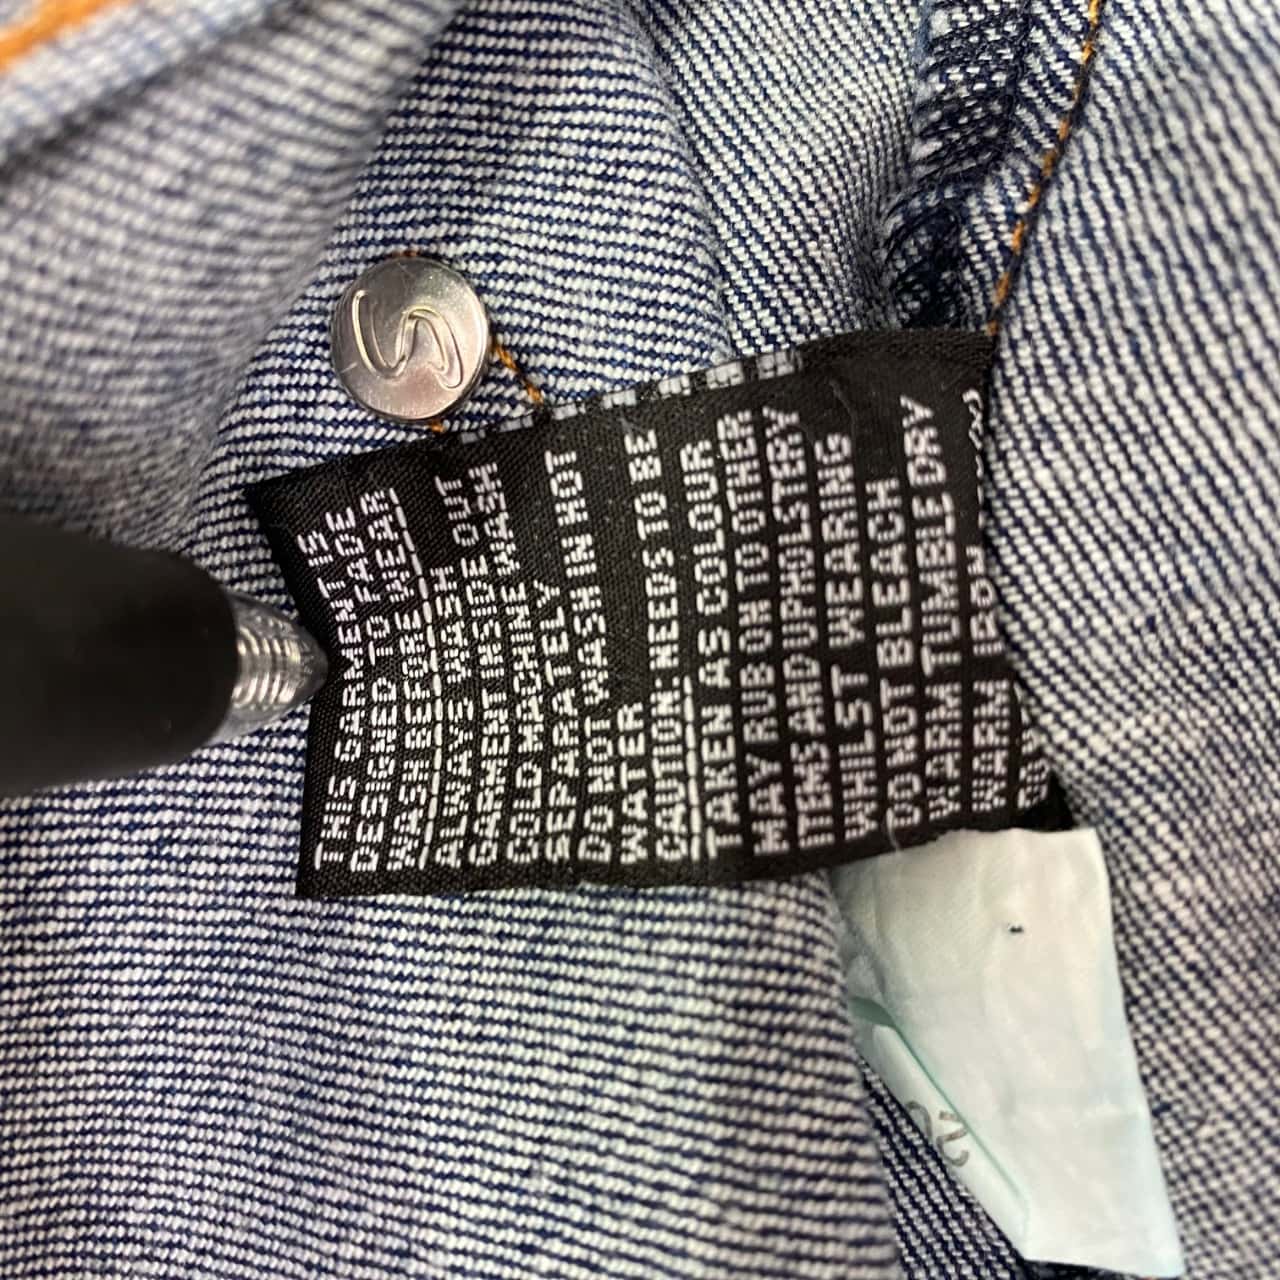 THIS GARMENT IS
DESIGNED TO FADE
WASH BEFORE WEAR
ALWAYS WASH
GARMENT INSIDE OUT
COLD MACHINE WASH
SEPARATELY
DO NOT WASH IN HOT
WATER
CAUTION: NEEDS TO BE
TAKEN AS COLOUR
MAY RUB ON TO OTHER
ITEMS AND UPHOLSTERY
WHILST WEARING
DO NOT BLEACH
WARM TUMBLE DRY
WARM IRON